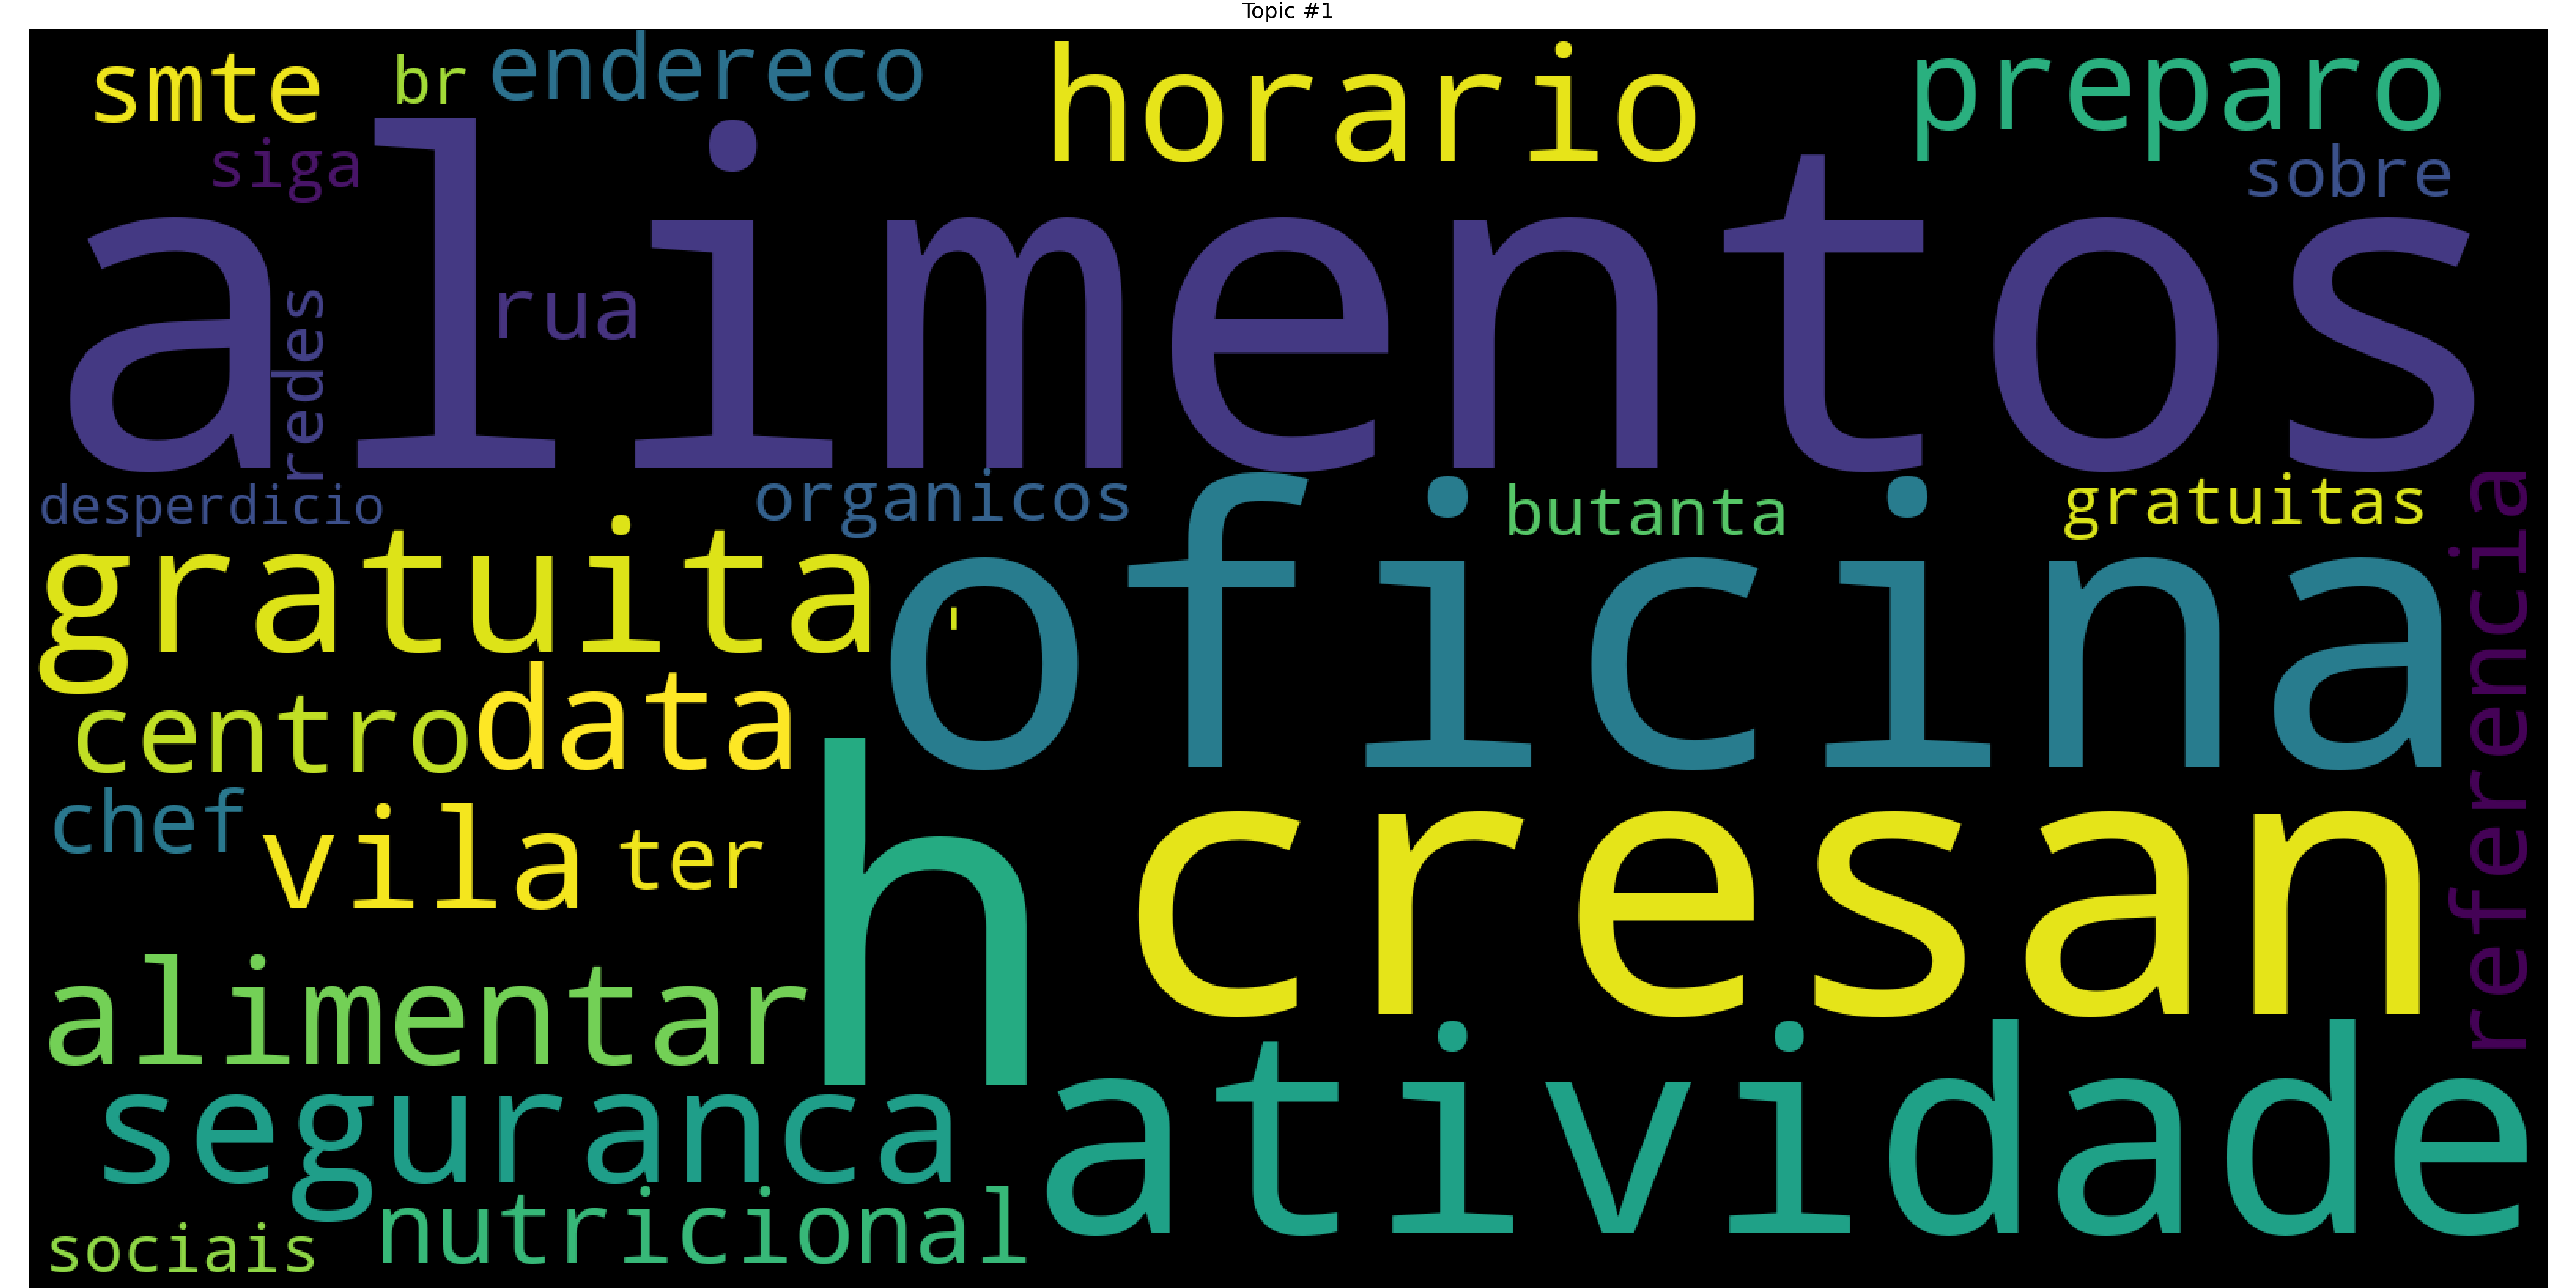 Topic #1
smte br endereco horario preparo
siga sobre
alimentos
redes rua
desperdicio organicos butanta gratuitas
gratuita ' oficina
referencia
centro data
chef vila ter h cresan
alimentar
seguranca atividade
sociais nutricional